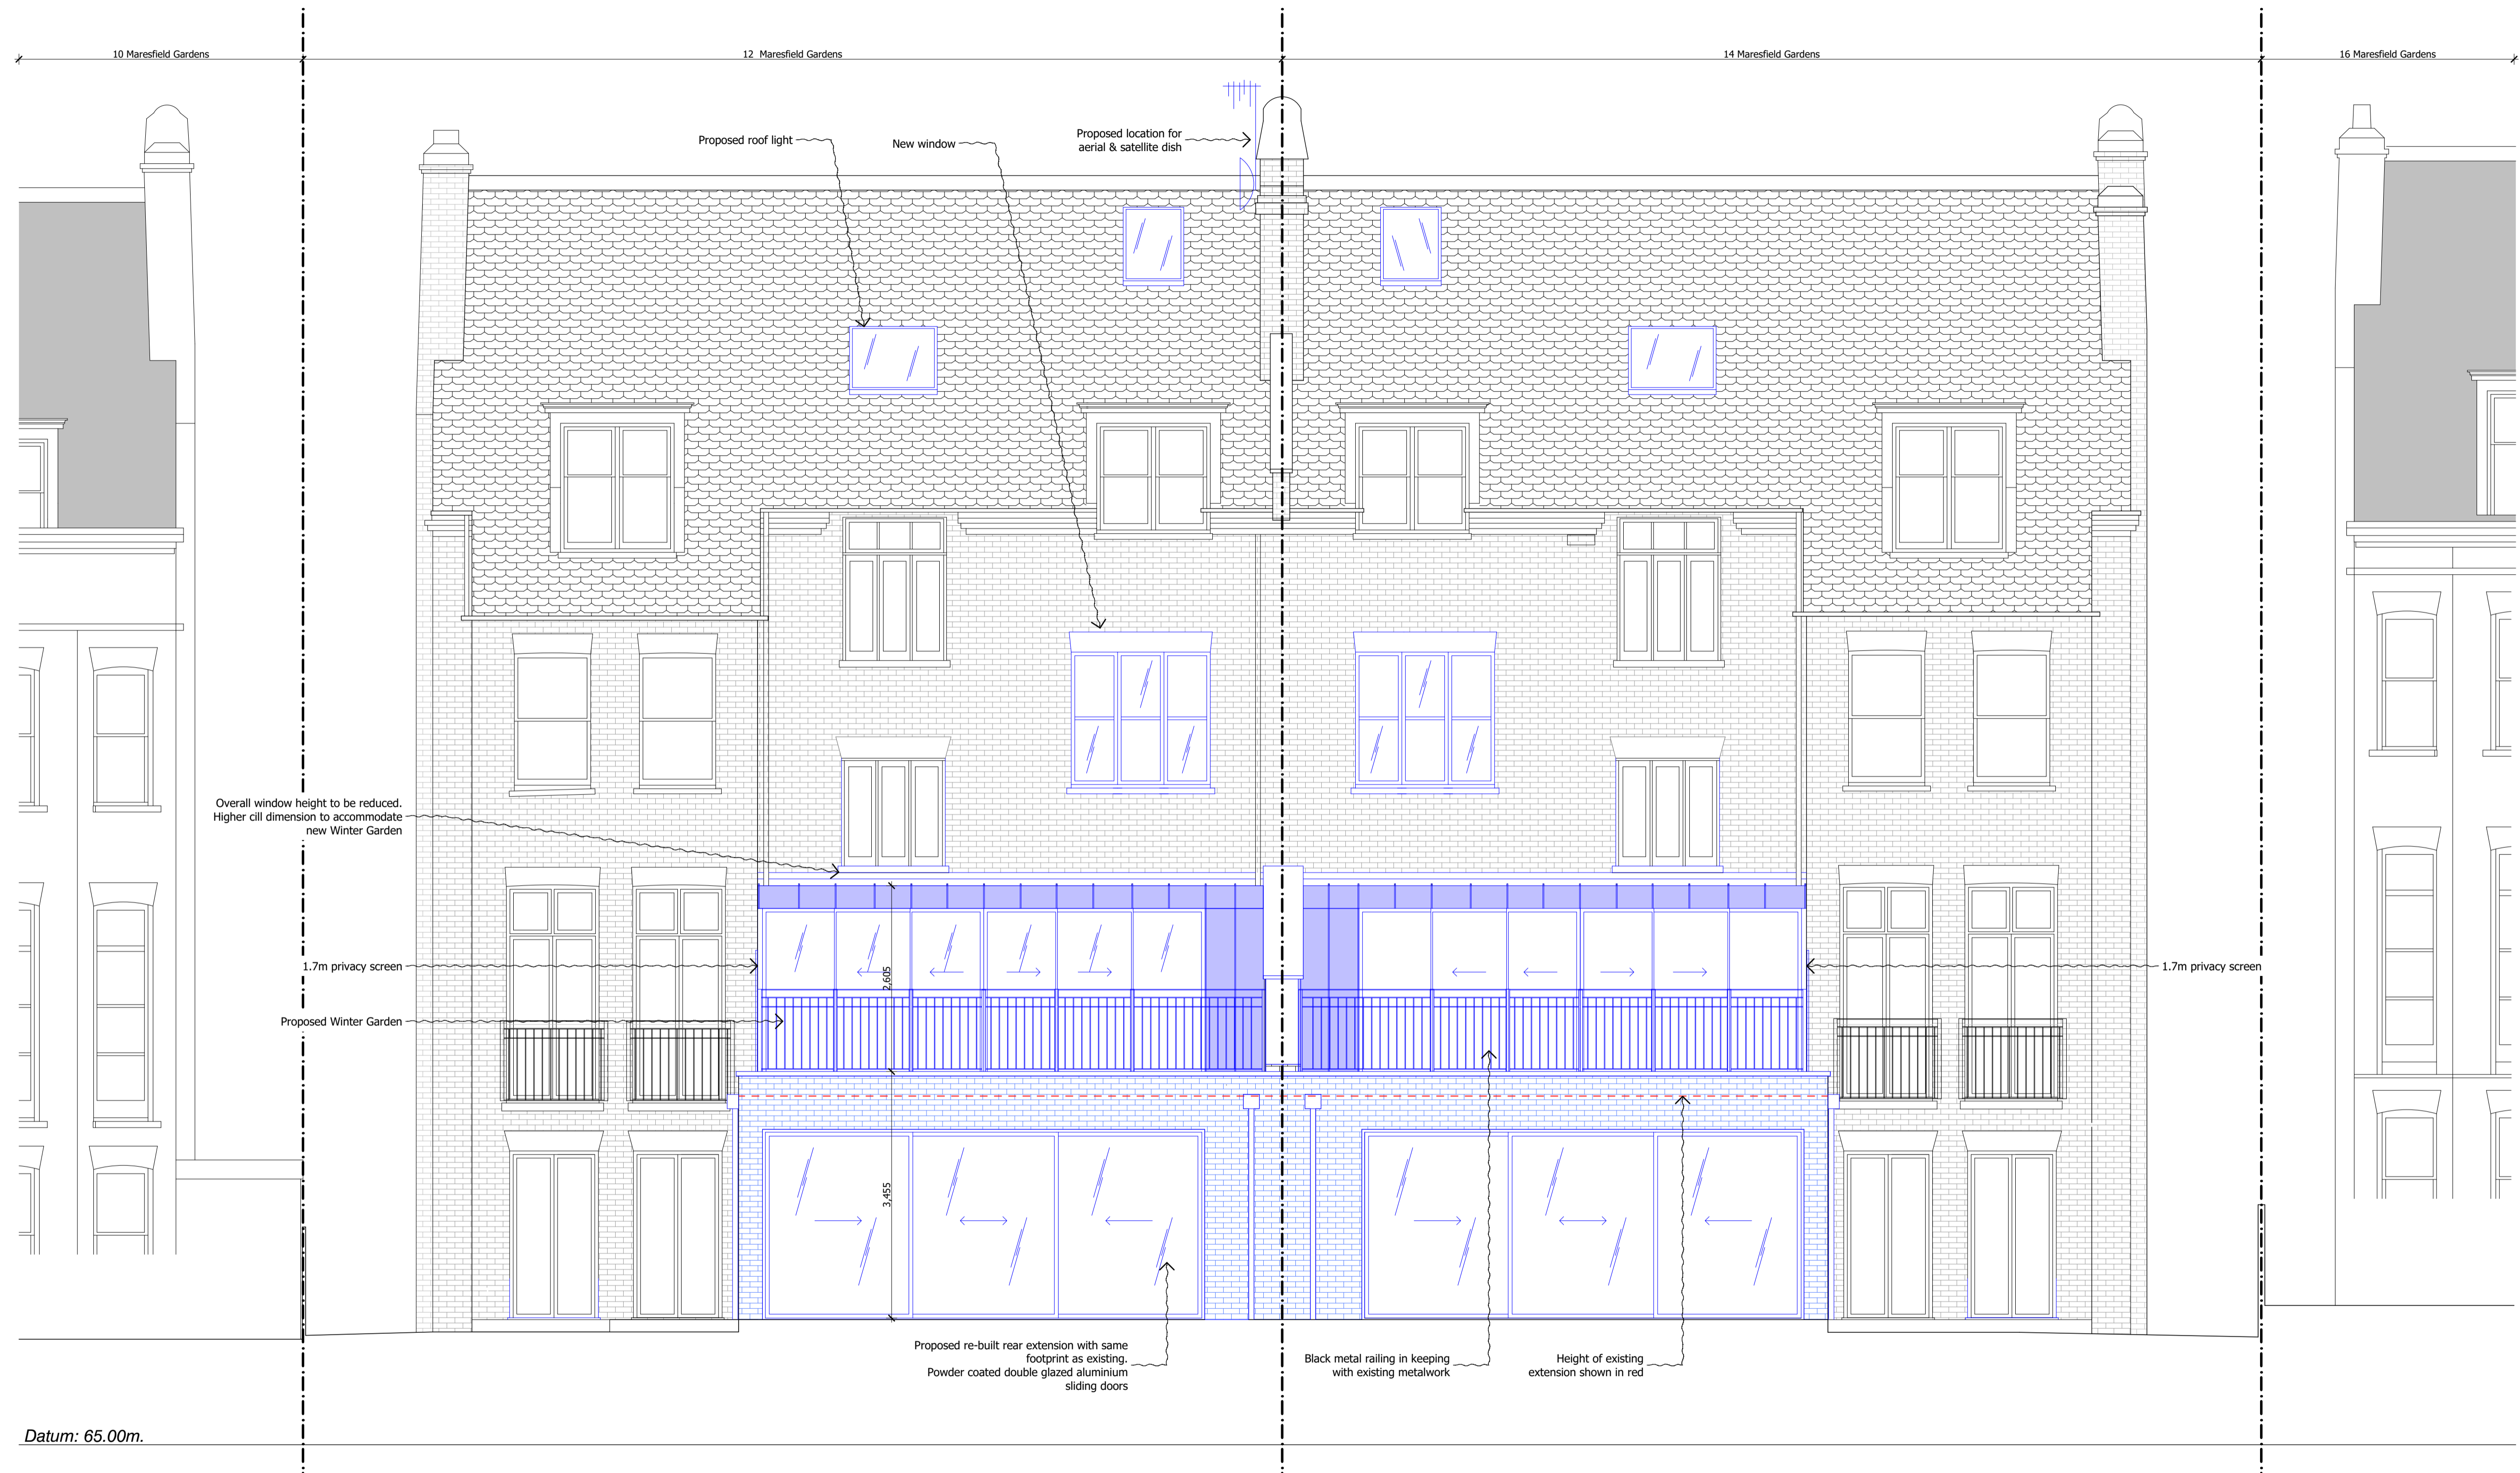 10 Maresfield Gardens
12 Maresfield Gardens
14 Maresfield Gardens
16 Maresfield Gardens
Proposed roof light
New window
Proposed location for
aerial & satellite dish
Overall window height to be reduced.
Higher cill dimension to accommodate
new Winter Garden
1.7m privacy screen
1.7m privacy screen
2,605
Proposed Winter Garden
3,455
Proposed re-built rear extension with same
footprint as existing.
Powder coated double glazed aluminium
sliding doors
Black metal railing in keeping
with existing metalwork
Height of existing
extension shown in red
Datum: 65.00m.